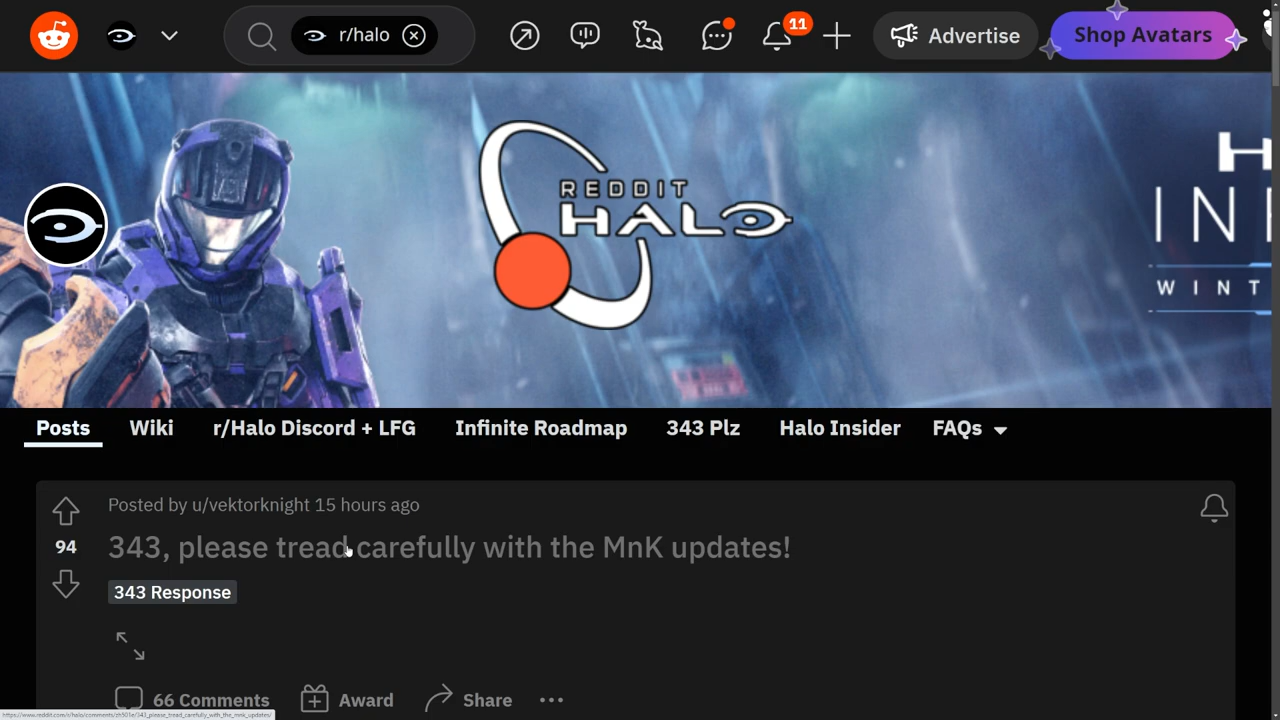 r/halo
11
Advertise
Shop Avatars
REDDIT
HALO
H
INF
WINT
Posts
Wiki
r/Halo Discord + LFG
Infinite Roadmap
343 Plz
Halo Insider
FAQs
Posted by u/vektorknight 15 hours ago
94
343, please tread carefully with the MnK updates!
343 Response
66 Comments
Award
Share